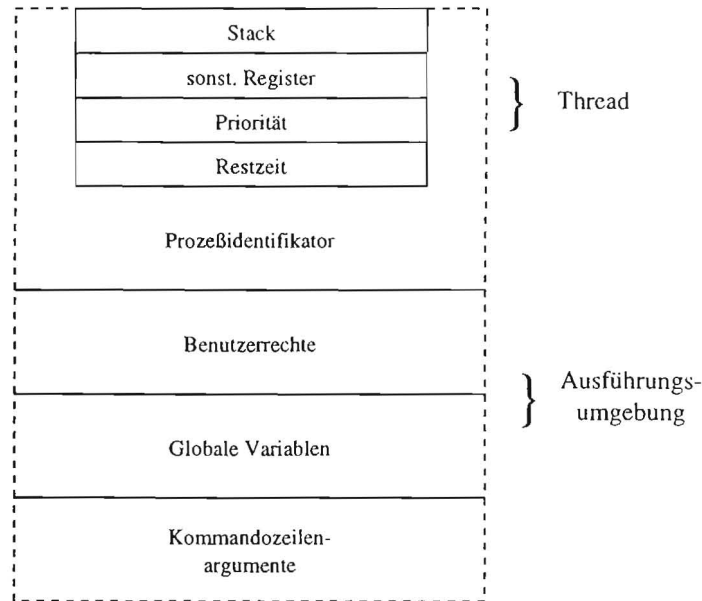 Stack
sonst. Register
Priorität
Restzeit
} Thread
Prozeßidentifikator
Benutzerrechte
} Ausführungs-
umgebung
Globale Variablen
Kommandozeilen-
argumente